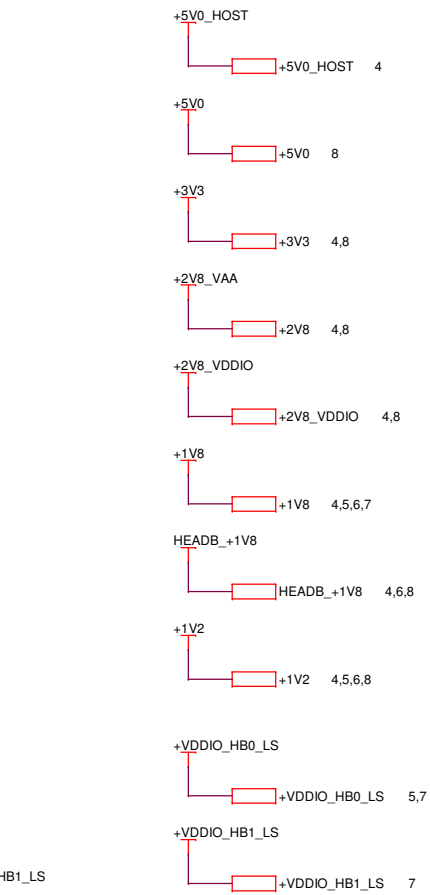 +5V0_HOST
+5V0_HOST 4
+5V0
+5V0 8
+3V3
+3V3 4,8
+2V8_VAA
+2V8 4,8
+2V8_VDDIO
+2V8_VDDIO 4,8
+1V8
+1V8 4,5,6,7
HEADB_+1V8
HEADB_+1V8 4,6,8
+1V2
+1V2 4,5,6,8
+VDDIO_HB0_LS
+VDDIO_HB0_LS 5,7
+VDDIO_HB1_LS
HB1_LS
+VDDIO_HB1_LS 7